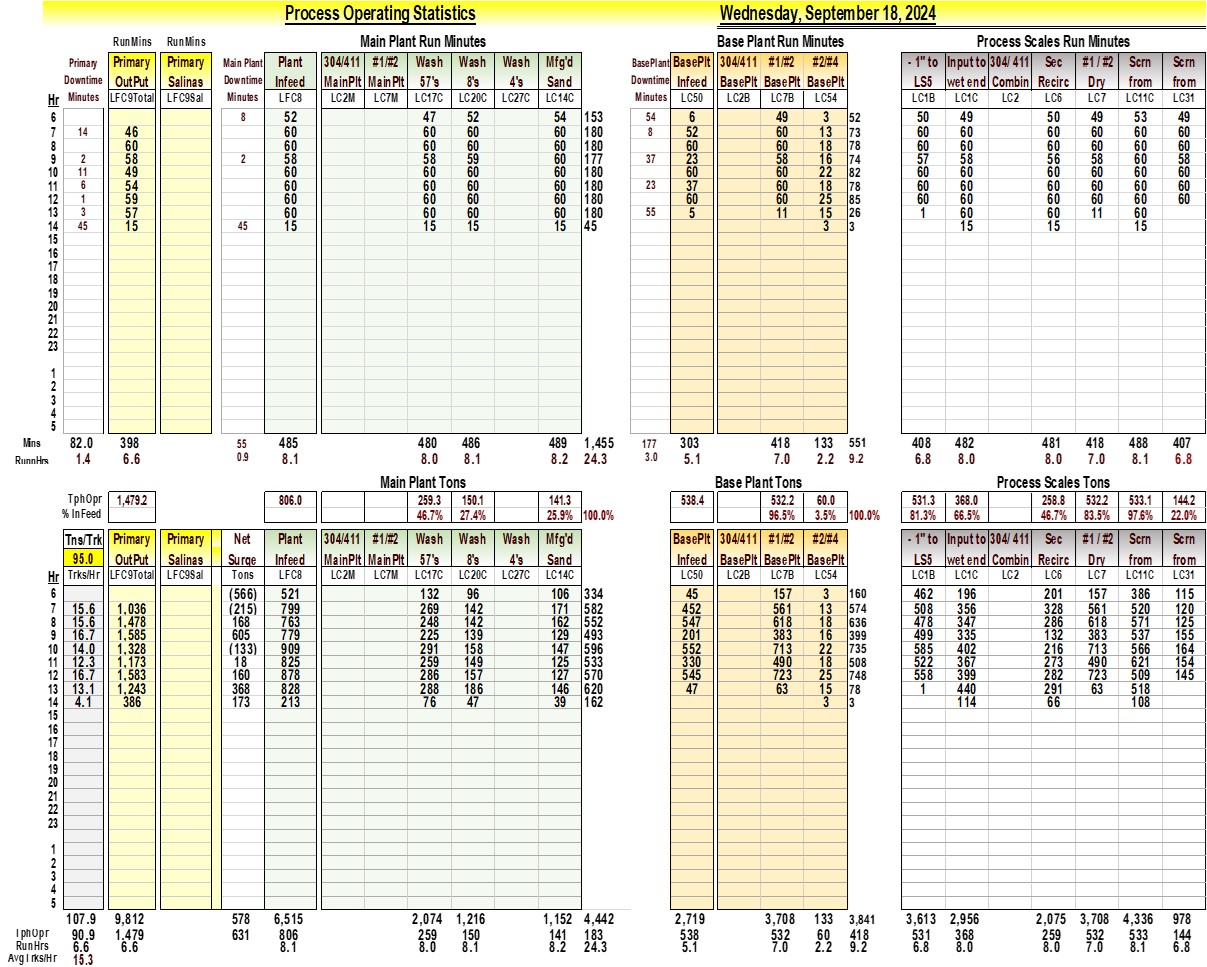 Process Operating Statistics Wednesday, September 18, 2024
RunMins RunMins Main Plant Run Minutes Base Plant Run Minutes Process Scales Run Minutes
Primary Primary Primary Main Plant Plant 304/411 #1/#2 Wash Wash Wash Mfg'd BasePlant BasePlt 304/411 #1/#2 #2/#4 - 1" to Input to 304/ 411 Sec #1 / #2 Scrn Scrn
Downtime OutPut Salinas Downtime Infeed MainPlt MainPlt 57's 8's 4's Sand Downtime Infeed BasePlt BasePlt BasePlt LS5 wet end Combin Recirc Dry from from
Hr Minutes LFC9Total LFC9Sal Minutes LFC8 LC2M LC7M LC17C LC20C LC27C LC14C Minutes LC50 LC2B LC7B LC54 LC1B LC1C LC2 LC6 LC7 LC11C LC31
6 8 52 47 52 54 153 54 6 49 3 52 50 49 50 49 53 49
7 14 46 60 60 60 60 180 8 52 60 13 73 60 60 60 60 60 60
8 60 60 60 60 60 180 60 60 18 78 60 60 60 60 60 60
9 2 58 2 58 58 59 60 177 37 23 58 16 74 57 58 56 58 60 58
10 11 49 60 60 60 60 180 60 60 22 82 60 60 60 60 60 60
11 6 54 60 60 60 60 180 23 37 60 18 78 60 60 60 60 60 60
12 1 59 60 60 60 60 180 60 60 25 85 60 60 60 60 60 60
13 3 57 60 60 60 60 180 55 5 11 15 26 1 60 60 11 60
14 45 15 45 15 15 15 15 45 3 3 15 15 15
15
16
17
18
19
20
21
22
23
1
2
3
4
5
Mins 82.0 398 55 485 480 486 489 1,455 177 303 418 133 551 408 482 481 418 488 407
RunnHrs 1.4 6.6 0.9 8.1 8.0 8.1 8.2 24.3 3.0 5.1 7.0 2.2 9.2 6.8 8.0 8.0 7.0 8.1 6.8
Main Plant Tons Base Plant Tons Process Scales Tons
TphOpr 1,479.2 806.0 259.3 150.1 141.3 538.4 532.2 60.0 531.3 368.0 258.8 532.2 533.1 144.2
% InFeed 46.7% 27.4% 25.9% 100.0% 96.5% 3.5% 100.0% 81.3% 66.5% 46.7% 83.5% 97.6% 22.0%
Tns/Trk Primary Primary Net Plant 304/411 #1/#2 Wash Wash Wash Mfg'd BasePlt 304/411 #1/#2 #2/#4 - 1" to Input to 304/ 411 Sec #1 / #2 Scrn Scrn
95.0 OutPut Salinas Surge Infeed MainPlt MainPlt 57's 8's 4's Sand Infeed BasePlt BasePlt BasePlt LS5 wet end Combin Recirc Dry from from
Hr Trks/Hr LFC9Total LFC9Sal Tons LFC8 LC2M LC7M LC17C LC20C LC27C LC14C LC50 LC2B LC7B LC54 LC1B LC1C LC2 LC6 LC7 LC11C LC31
6 (566) 521 132 96 106 334 45 157 3 160 462 196 201 157 386 115
7 15.6 1,036 (215) 799 269 142 171 582 452 561 13 574 508 356 328 561 520 120
8 15.6 1,478 168 763 248 142 162 552 547 618 18 636 478 347 286 618 571 125
9 16.7 1,585 605 779 225 139 129 493 201 383 16 399 499 335 132 383 537 155
10 14.0 1,328 (133) 909 291 158 147 596 552 713 22 735 585 402 216 713 566 164
11 12.3 1,173 18 825 259 149 125 533 330 490 18 508 522 367 273 490 621 154
12 16.7 1,583 160 878 286 157 127 570 545 723 25 748 558 399 282 723 509 145
13 13.1 1,243 368 828 288 186 146 620 47 63 15 78 1 440 291 63 518
14 4.1 386 173 213 76 47 39 162 3 3 114 66 108
15
16
17
18
19
20
21
22
23
1
2
3
4
5
107.9 9,812 578 6,515 2,074 1,216 1,152 4,442 2,719 3,708 133 3,841 3,613 2,956 2,075 3,708 4,336 978
TphOpr 90.9 1,479 631 806 259 150 141 183 538 532 60 418 531 368 259 532 533 144
RunHrs 6.6 6.6 8.1 8.0 8.1 8.2 24.3 5.1 7.0 2.2 9.2 6.8 8.0 8.0 7.0 8.1 6.8
AvgTrks/Hr 15.3